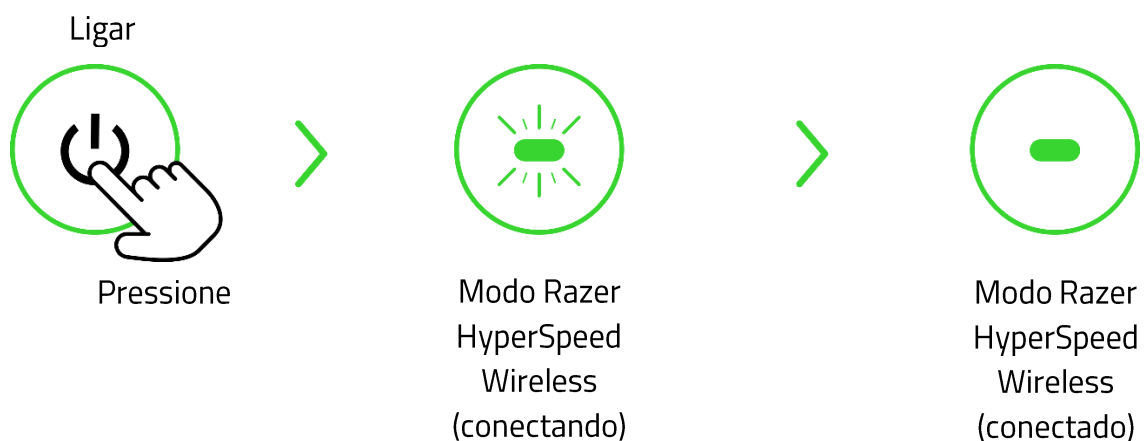 Ligar
Pressione
Modo Razer
HyperSpeed
Wireless
(conectando)
Modo Razer
HyperSpeed
Wireless
(conectado)